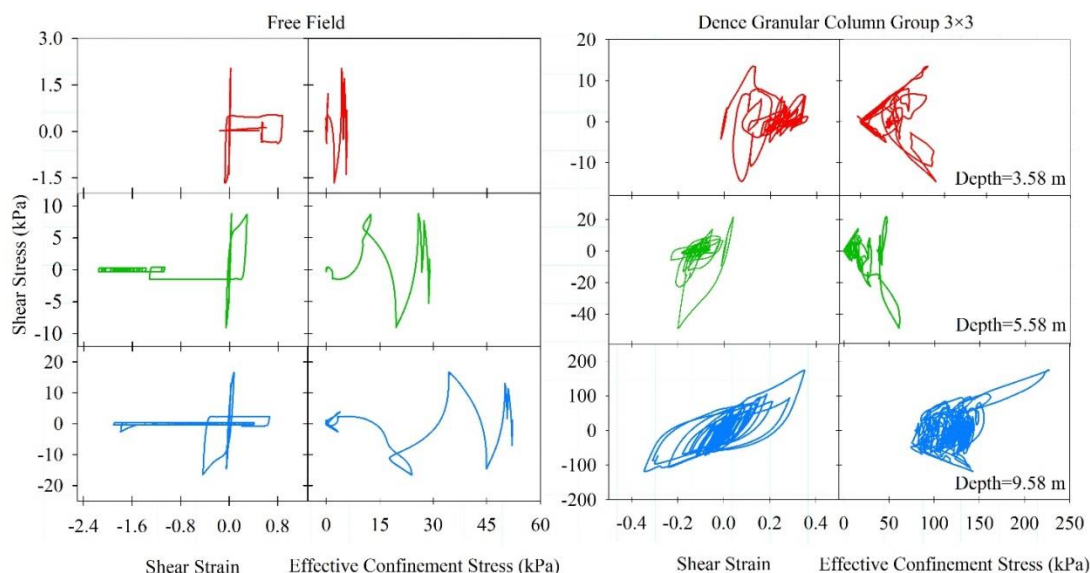 Free Field
Dence Granular Column Group 3×3
Shear Stress (kPa)
3.0
1.5
0.0
-1.5
10
5
0
-5
-10
20
10
0
-10
-20
20
10
0
-10
Depth=3.58 m
20
0
-20
-40
Depth=5.58 m
200
100
0
-100
-200
Depth=9.58 m
-2.4 -1.6 -0.8 0.0 0.8
0 15 30 45 60
-0.4 -0.2 0.0 0.2 0.4
0 50 100 150 200 250
Shear Strain
Effective Confinement Stress (kPa)
Shear Strain
Effective Confinement Stress (kPa)